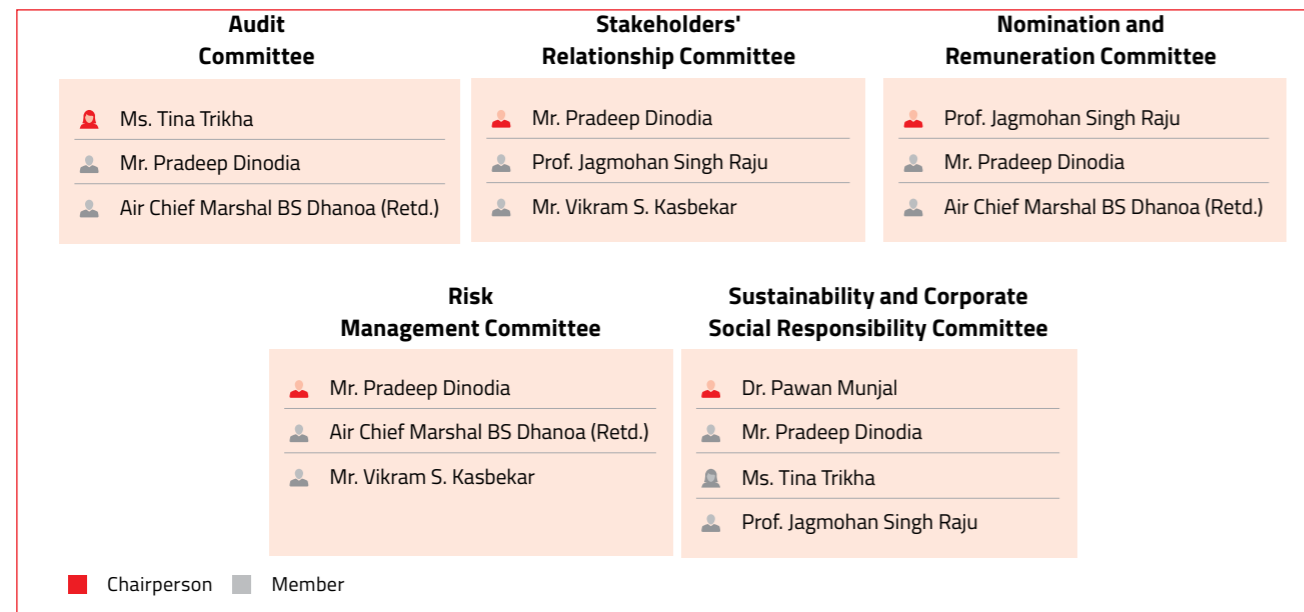 Audit
Committee
Ms. Tina Trikha
Mr. Pradeep Dinodia
Air Chief Marshal BS Dhanoa (Retd.)
Stakeholders'
Relationship Committee
Mr. Pradeep Dinodia
Prof. Jagmohan Singh Raju
Mr. Vikram S. Kasbekar
Nomination and
Remuneration Committee
Prof. Jagmohan Singh Raju
Mr. Pradeep Dinodia
Air Chief Marshal BS Dhanoa (Retd.)
Risk
Management Committee
Mr. Pradeep Dinodia
Air Chief Marshal BS Dhanoa (Retd.)
Mr. Vikram S. Kasbekar
Sustainability and Corporate
Social Responsibility Committee
Dr. Pawan Munjal
Mr. Pradeep Dinodia
Ms. Tina Trikha
Prof. Jagmohan Singh Raju
Chairperson Member